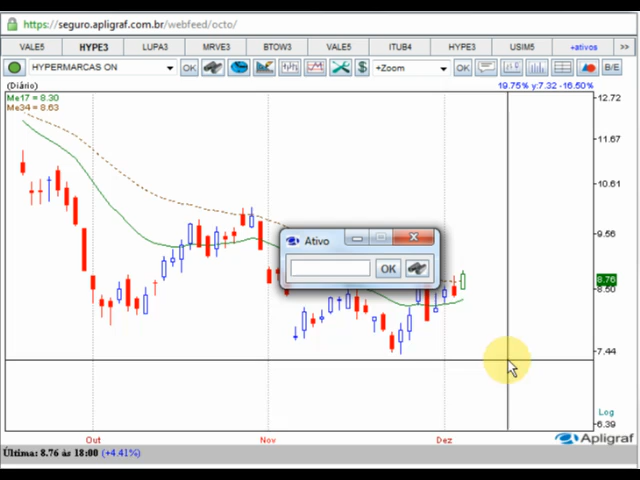 https://seguro.apligraf.com.br/webfeed/octo/
VALE5 HYPE3 LUPA3 MRVE3 BTOW3 VALE5 ITUB4 HYPE3 USIM5 +ativos >>
HYPERMARCAS ON OK +Zoom OK B/E
(Diário) 19.75% y:7.32 -16.50%
Me17 = 8.30
Me34 = 8.63
12.72
11.67
10.61
9.56
Ativo
OK
8.76
8.50
7.44
Log
6.39
Out Nov Dez
Apligraf
Última: 8.76 às 18:00 (+4.41%)